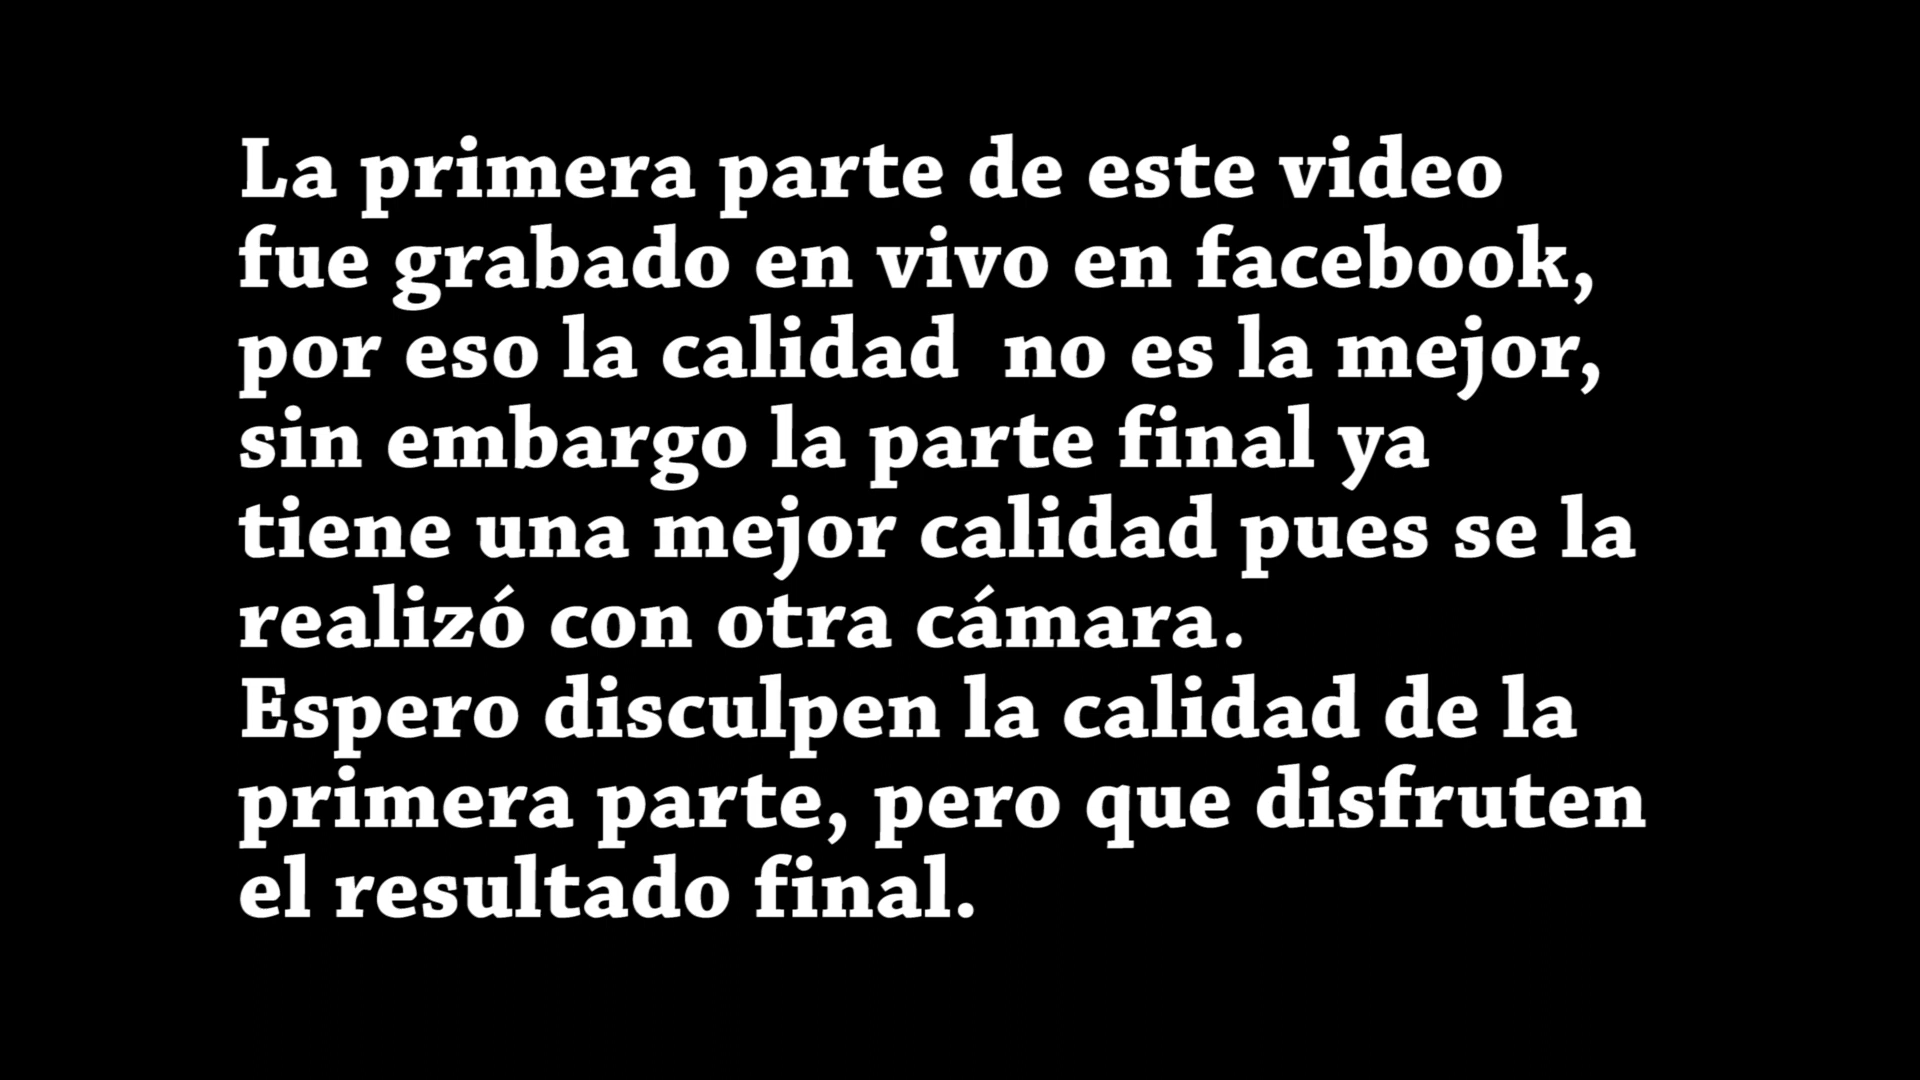 La primera parte de este video
fue grabado en vivo en facebook,
por eso la calidad  no es la mejor,
sin embargo la parte final ya
tiene una mejor calidad pues se la
realizó con otra cámara.
Espero disculpen la calidad de la
primera parte, pero que disfruten
el resultado final.